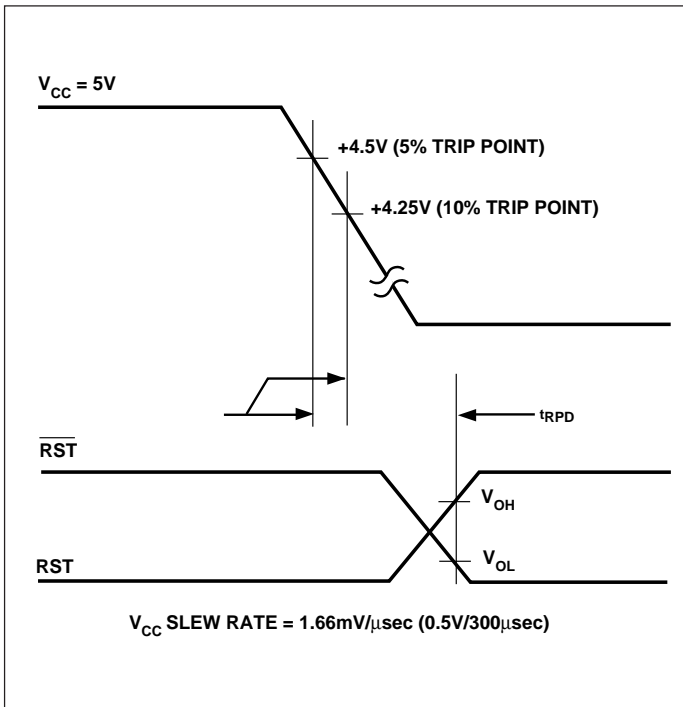 V_CC = 5V
+4.5V (5% TRIP POINT)
+4.25V (10% TRIP POINT)
t_RPD
R̅S̅T̅
V_OH
V_OL
RST
V_CC SLEW RATE = 1.66mV/µsec (0.5V/300µsec)